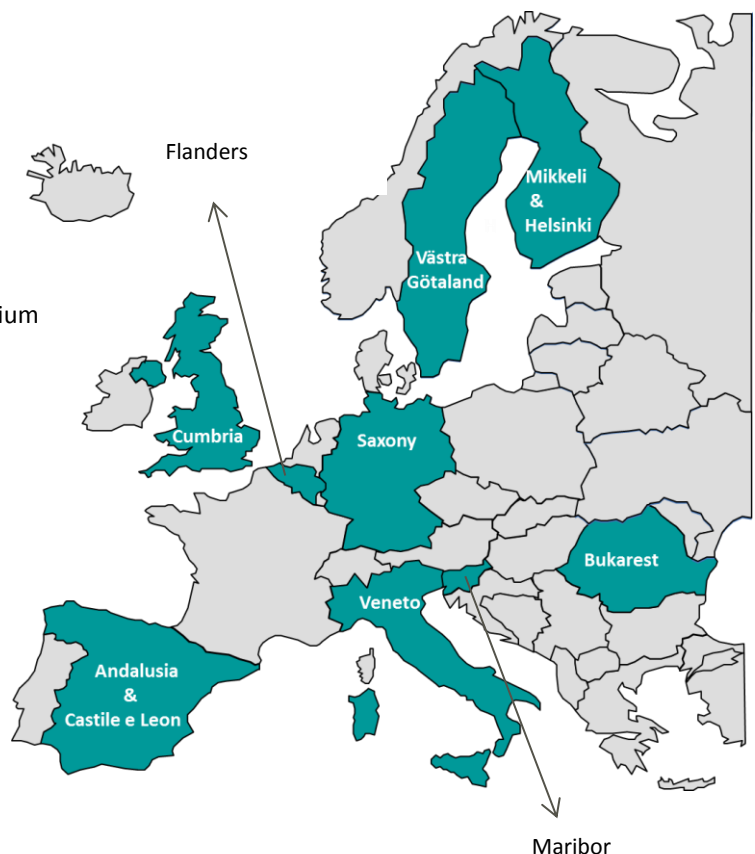 Flanders
Mikkeli
&
Helsinki
Västra
Götaland
ium
Cumbria
Saxony
Bukarest
Veneto
Andalusia
&
Castile e Leon
Maribor